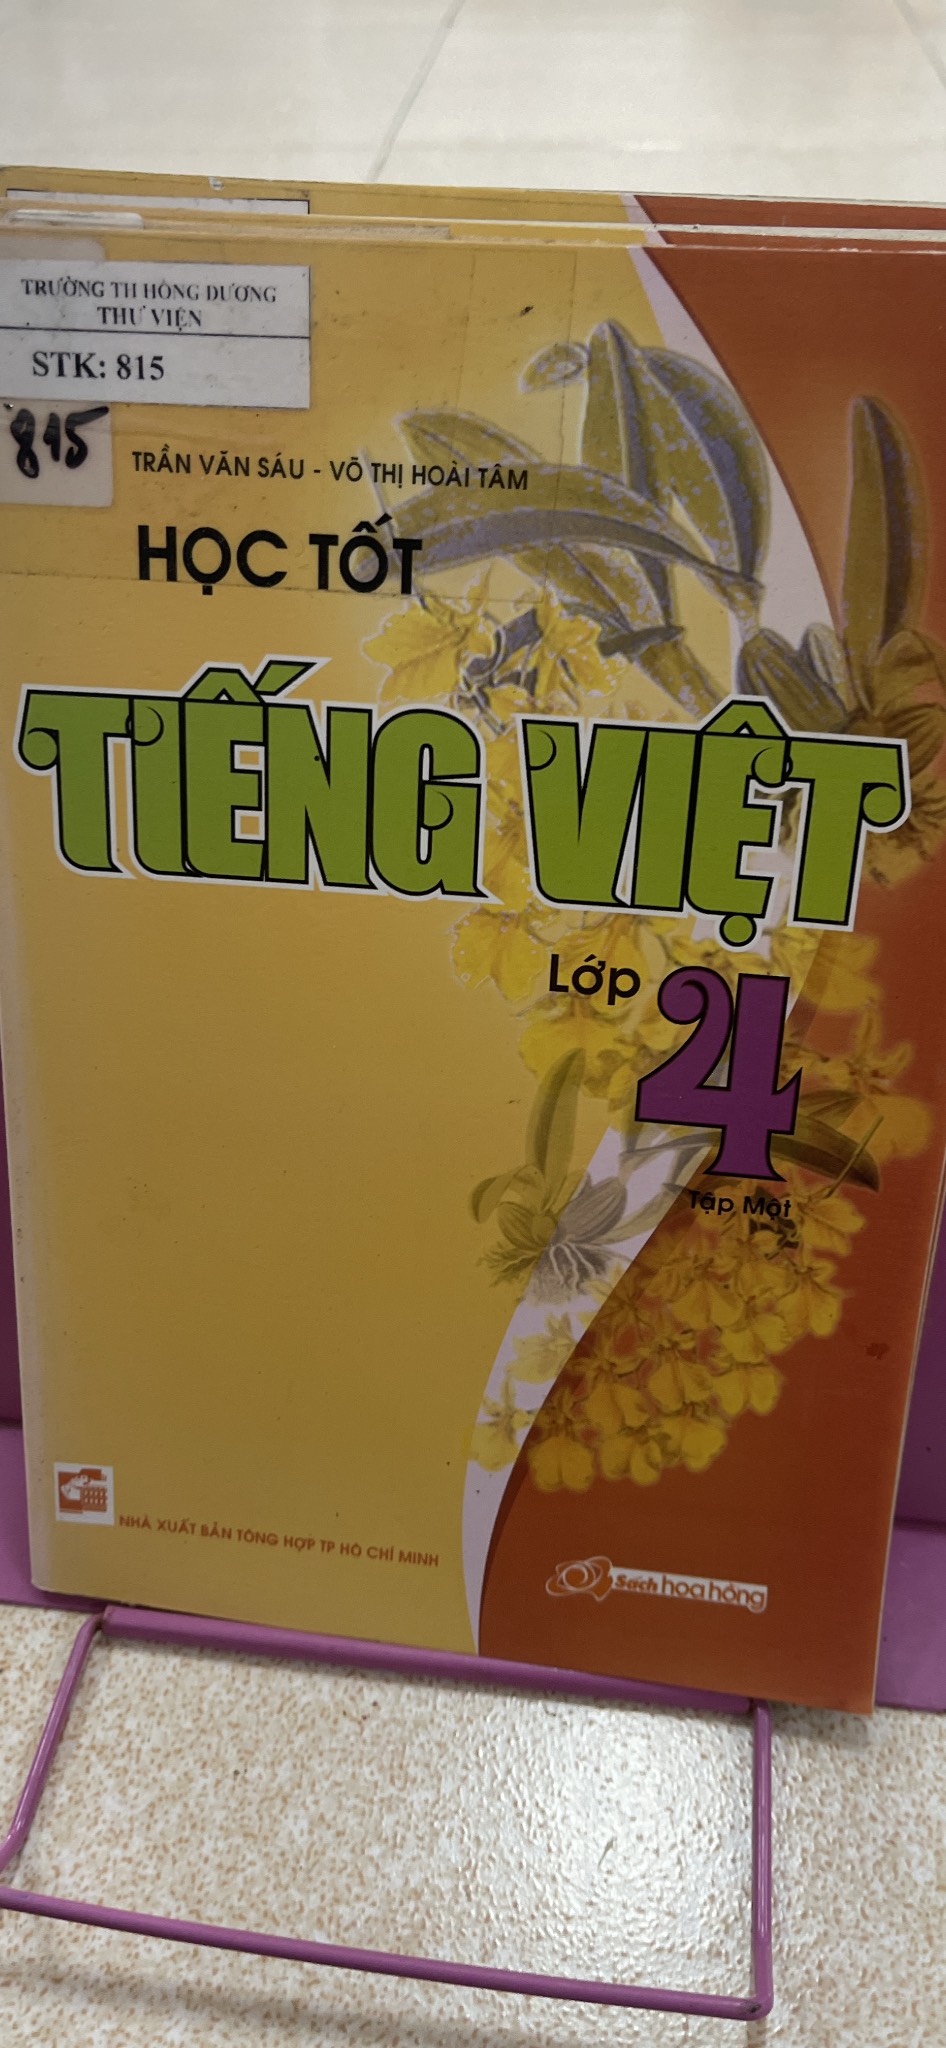 TRƯỜNG TH HỒNG DƯƠNG
THƯ VIỆN
STK: 815
815
TRẦN VĂN SÁU - VÕ THỊ HOÀI TÂM
HỌC TỐT
TIẾNG VIỆT
Lớp 4
Tập Một
NHÀ XUẤT BẢN TỔNG HỢP TP HỒ CHÍ MINH
Sách hoa hồng